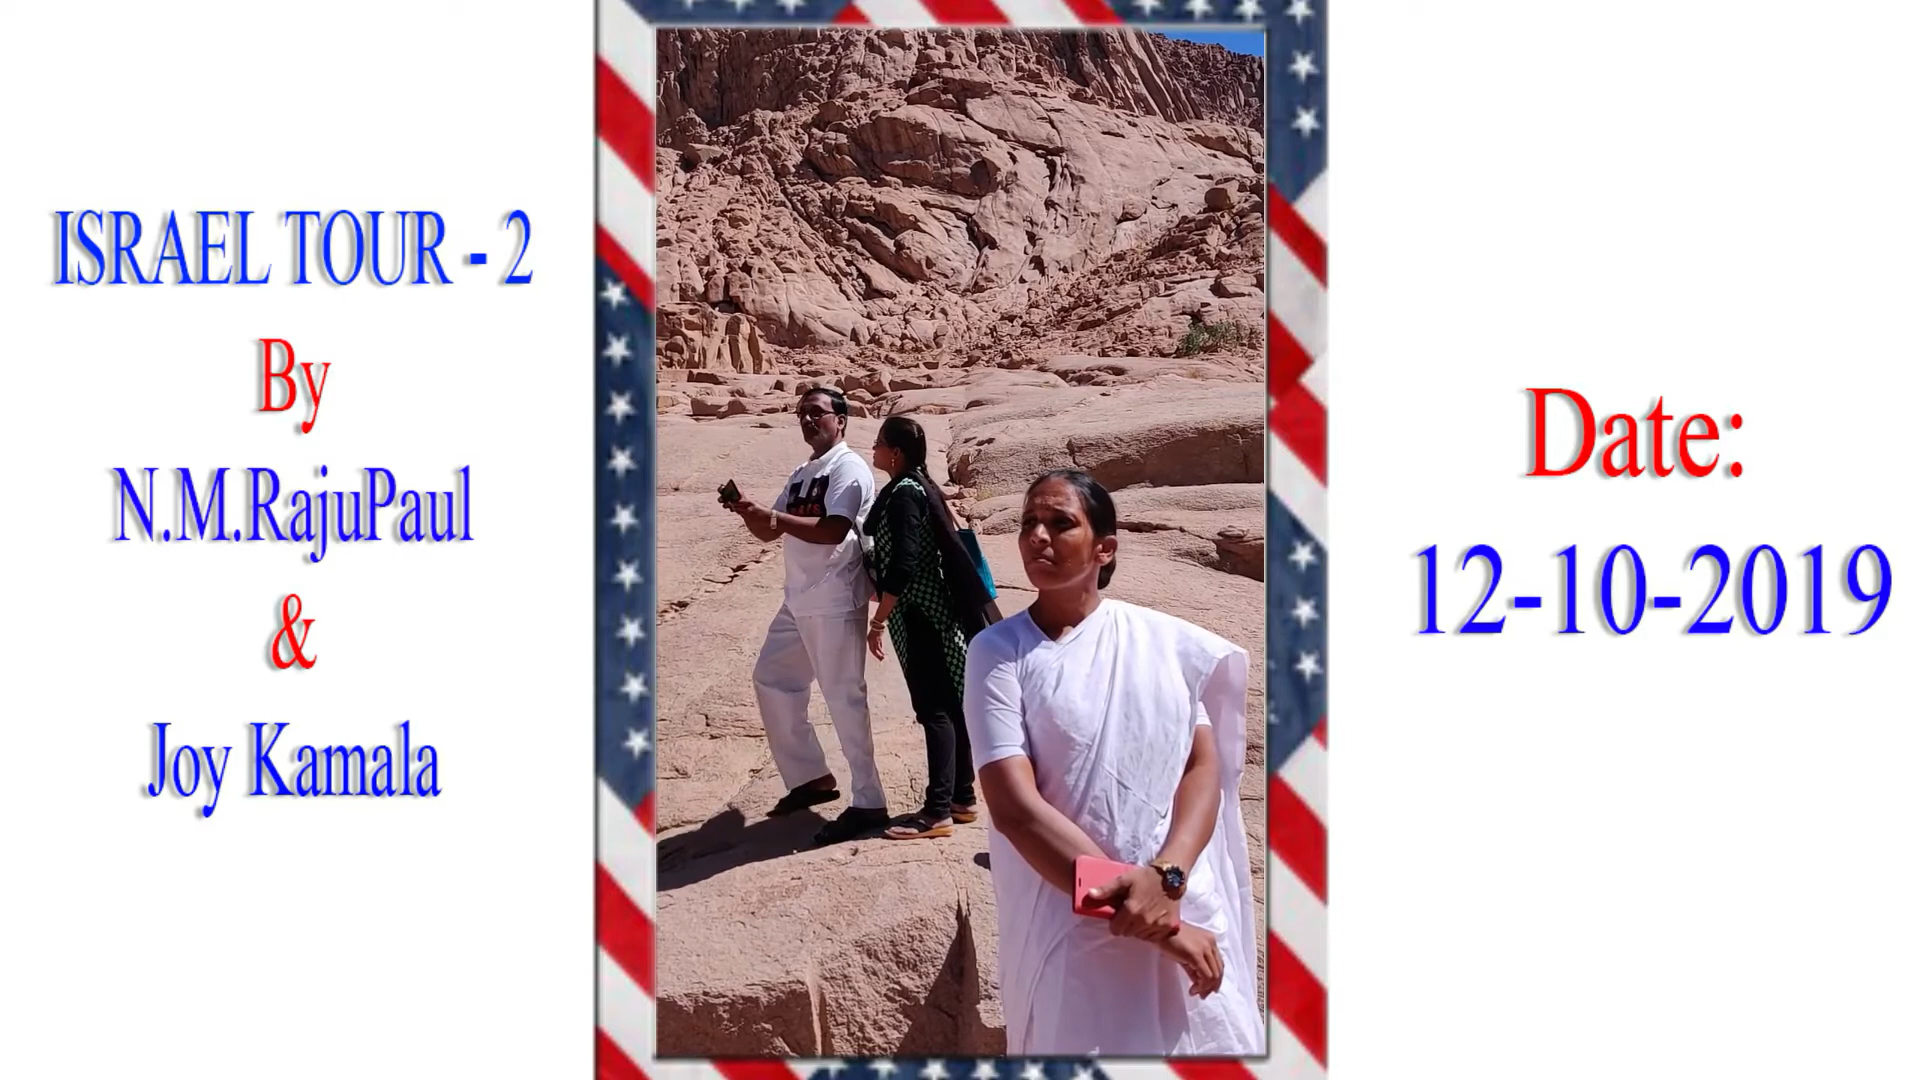 ISRAEL TOUR - 2
By
N.M.RajuPaul
&
Joy Kamala
Date:
12-10-2019